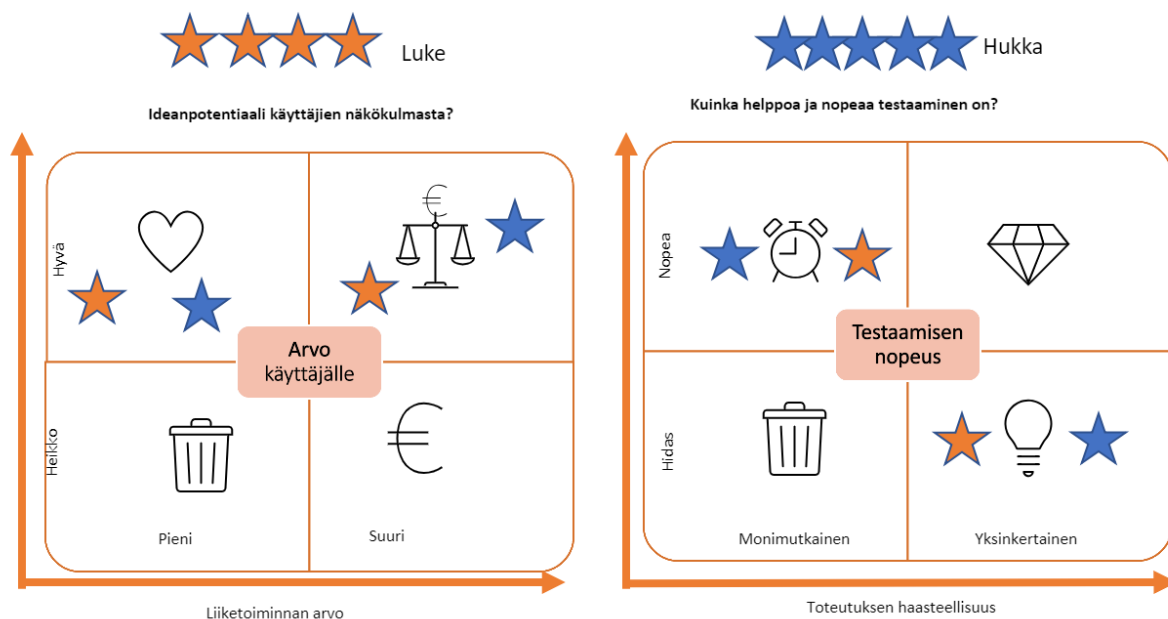 Luke
Hukka
Ideanpotentiaali käyttäjien näkökulmasta?
Kuinka helppoa ja nopeaa testaaminen on?
Hyvä
€
Arvo
käyttäjälle
Heikko
€
Pieni
Suuri
Liiketoiminnan arvo
Nopea
Testaamisen
nopeus
Hidas
Monimutkainen
Yksinkertainen
Toteutuksen haasteellisuus